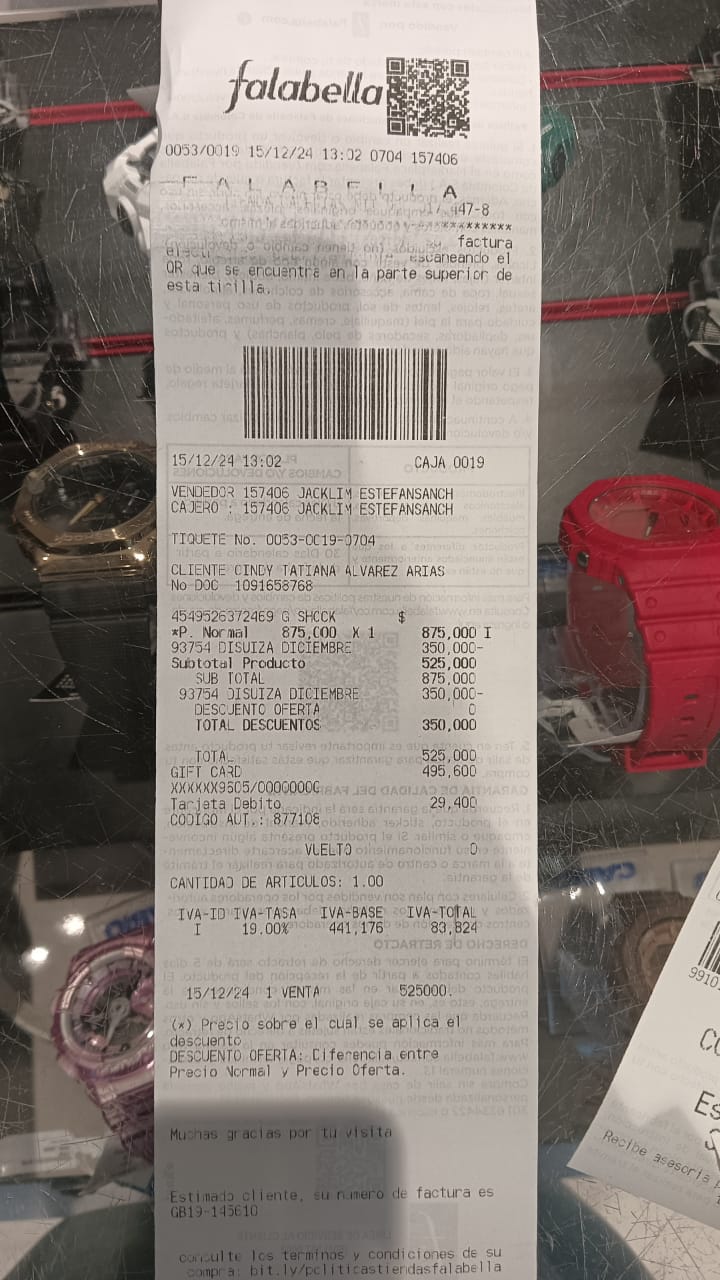 falabella
0053/0019 15/12/24 13:02 0704 157406
F A L A B E L L A
447-8
factura
escaneando el
QR que se encuentra en la parte superior de
esta tirilla.
15/12/24 13:02 CAJA 0019
VENDEDOR 157406 JACKLIM ESTEFANSANCH
CAJERO : 157406 JACKLIM ESTEFANSANCH
TIQUETE No. 0053-0019-0704
CLIENTE CINDY TATIANA ALVAREZ ARIAS
No DOC 1091658768
4549526372469 G SHOCK $
*P. Normal 875,000 X 1 875,000 I
93754 DISUIZA DICIEMBRE 350,000-
Subtotal Producto 525,000
SUB TOTAL 875,000
93754 DISUIZA DICIEMBRE 350,000-
DESCUENTO OFERTA 0
TOTAL DESCUENTOS 350,000
TOTAL 525,000
GIFT CARD 495,600
XXXXXX9605/00000000
Tarjeta Debito 29,400
CODIGO AUT.: 877108
VUELTO 0
CANTIDAD DE ARTICULOS: 1.00
IVA-ID IVA-TASA IVA-BASE IVA-TOTAL
I 19.00% 441,176 83,824
15/12/24 1 VENTA 525000
(*) Precio sobre el cual se aplica el
descuento
DESCUENTO OFERTA: Diferencia entre
Precio Normal y Precio Oferta.
Muchas gracias por tu visita
Estimado cliente, su numero de factura es
GB19-145610
consulte los terminos y condiciones de su
compra: bit.ly/politicastiendasfalabella
9910
Es
Recibe asesoria